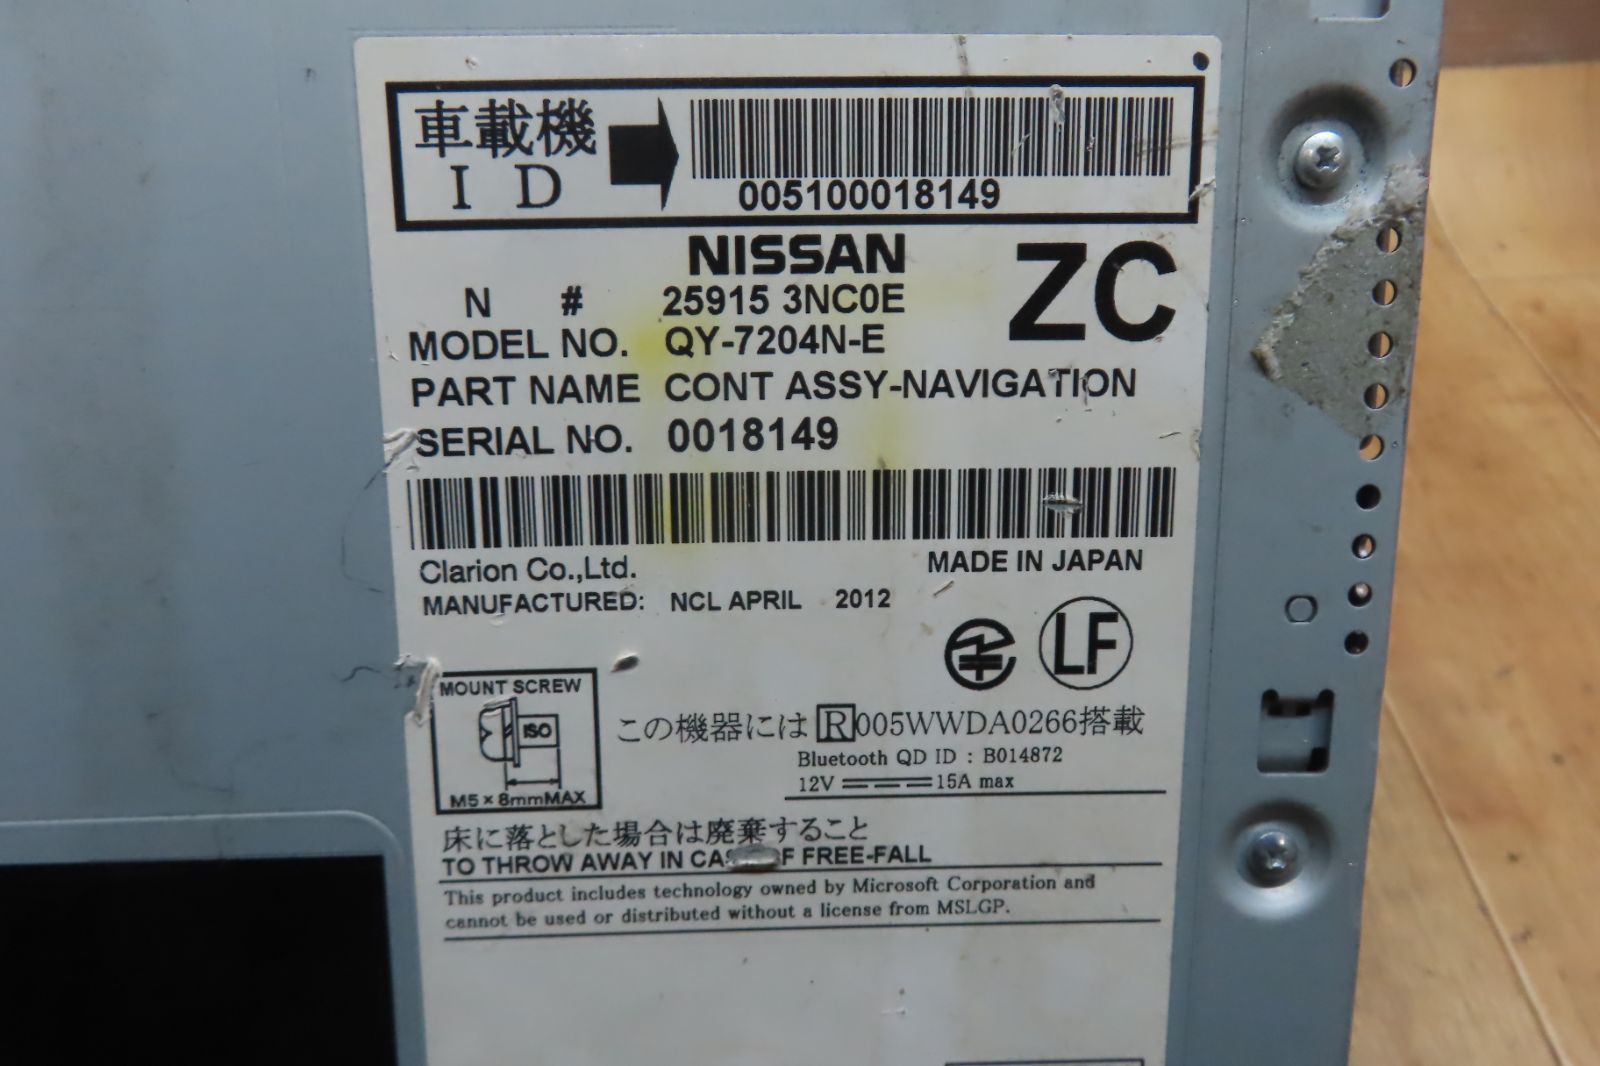 車載機
ID
005100018149
NISSAN
ZC
N # 25915 3NC0E
MODEL NO. QY-7204N-E
PART NAME CONT ASSY-NAVIGATION
SERIAL NO. 0018149
Clarion Co.,Ltd.
MADE IN JAPAN
MANUFACTURED: NCL APRIL 2012
LF
MOUNT SCREW
ISO
M5×8mmMAX
この機器には R005WWDA0266搭載
Bluetooth QD ID : B014872
12V 15A max
床に落とした場合は廃棄すること
TO THROW AWAY IN FREE-FALL
This product includes technology owned by Microsoft Corporation and
cannot be used or distributed without a license from MSLGP.